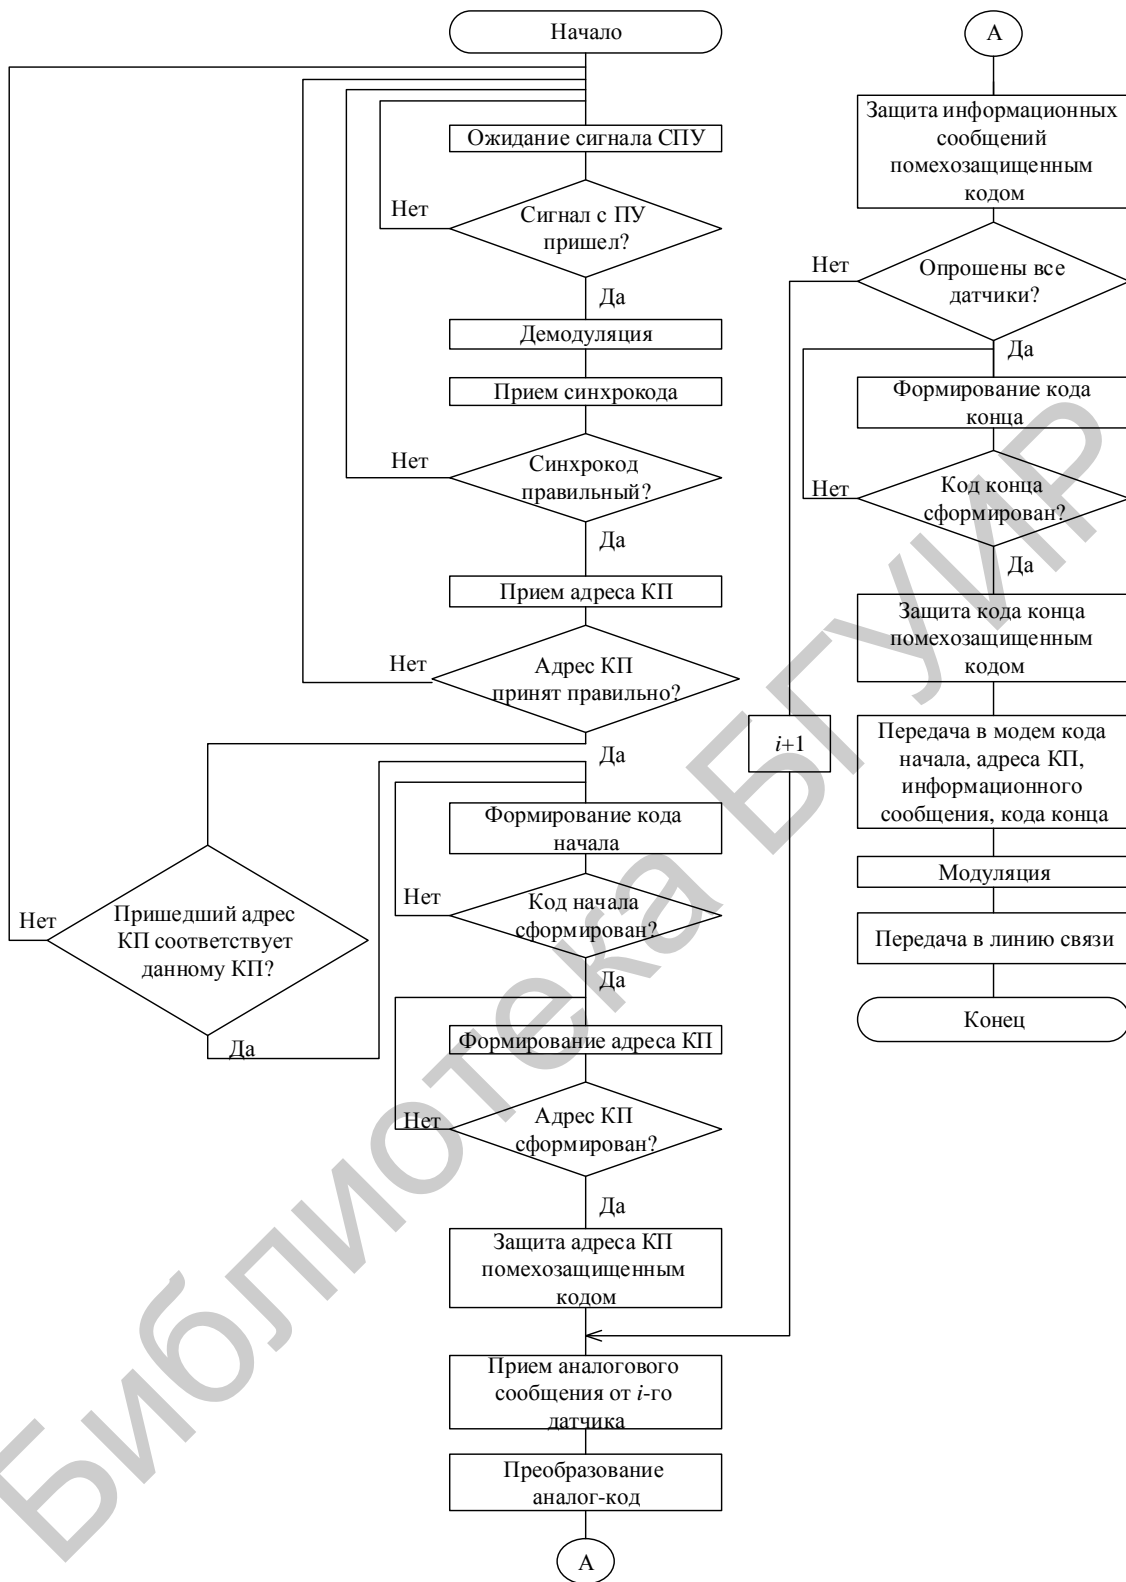 Начало
Ожидание сигнала СПУ
Нет
Сигнал с ПУ
пришел?
Да
Демодуляция
Прием синхрокода
Нет
Синхрокод
правильный?
Да
Прием адреса КП
Нет
Адрес КП
принят правильно?
Да
Нет
Пришедший адрес
КП соответствует
данному КП?
Да
Формирование кода
начала
Нет
Код начала
сформирован?
Да
Формирование адреса КП
Нет
Адрес КП
сформирован?
Да
Защита адреса КП
помехозащищенным
кодом
Прием аналогового
сообщения от i-го
датчика
Преобразование
аналог-код
А
А
Защита информационных
сообщений
помехозащищенным
кодом
Нет
Опрошены все
датчики?
Да
i+1
Формирование кода
конца
Нет
Код конца
сформирован?
Да
Защита кода конца
помехозащищенным
кодом
Передача в модем кода
начала, адреса КП,
информационного
сообщения, кода конца
Модуляция
Передача в линию связи
Конец
Библиотека БГУИР